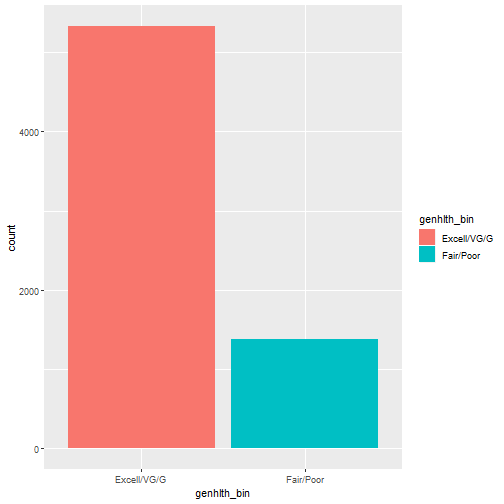 4000
2000
0
count
Excell/VG/G
Fair/Poor
genhlth_bin
genhlth_bin
Excell/VG/G
Fair/Poor